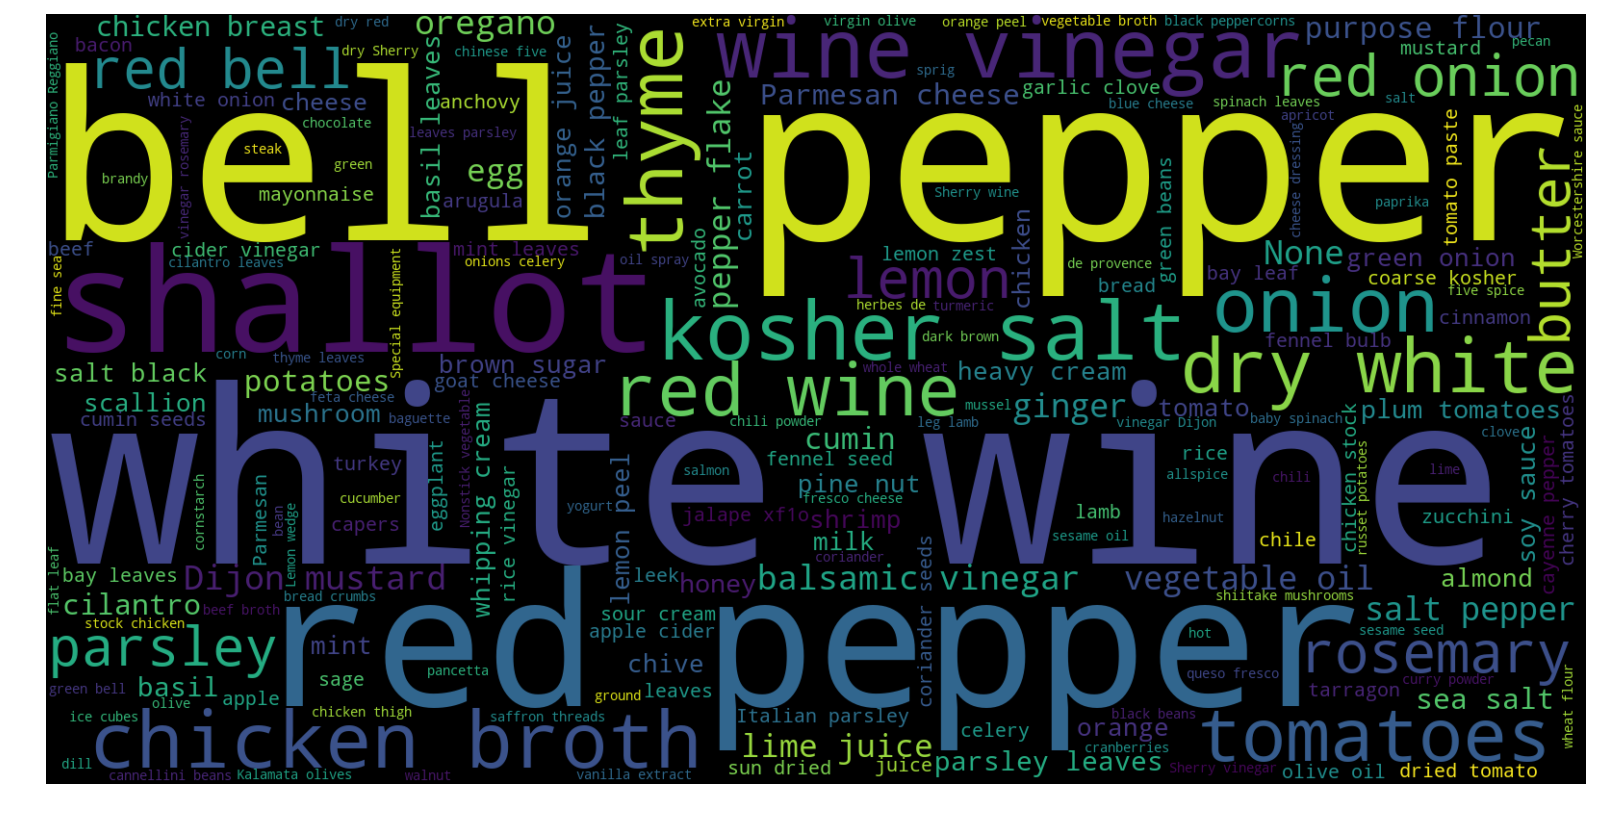 chicken breast
dry red
oregano
extra virgin
virgin olive
orange peel
vegetable broth
black peppercorns
purpose flour
bacon
dry Sherry
chinese five
wine vinegar
mustard
pecan
red bell
basil leaves
orange juice
black pepper
leaf parsley
thyme
sprig
red onion
Parmigiano Reggiano
white onion
cheese
anchovy
Parmesan cheese
garlic clove
blue cheese
spinach leaves
salt
apricot
chocolate
leaves parsley
pepper flake
bell pepper
steak
green
egg
brandy
vinegar rosemary
mayonnaise
arugula
carrot
Sherry wine
green beans
cheese dressing
paprika
tomato paste
butter
Worcestershire sauce
beef
cider vinegar
mint leaves
cilantro leaves
onions celery
oil spray
avocado
lemon zest
chicken
de provence
None
green onion
fine sea
Special equipment
shallot
lemon
bread
bay leaf
coarse kosher
five spice
herbes de
turmeric
kosher salt
onion
cinnamon
dark brown
fennel bulb
corn
thyme leaves
brown sugar
salt black
potatoes
goat cheese
red wine
whole wheat
heavy cream
dry white
scallion
feta cheese
cumin seeds
mushroom
baguette
sauce
chili powder
mussel
ginger
tomato
plum tomatoes
leg lamb
vinegar Dijon
baby spinach
clove
cumin
white wine
turkey
eggplant
Nonstick vegetable
whipping cream
fennel seed
rice
salmon
pine nut
allspice
chili
lime
chicken stock
russet potatoes
soy sauce
cayenne pepper
cherry tomatoes
cornstarch
Parmesan
bean
Lemon wedge
cucumber
capers
rice vinegar
yogurt
lemon peel
fresco cheese
jalape xf1o
shrimp
lamb
hazelnut
zucchini
sesame oil
milk
chile
coriander
flat leaf
bay leaves
Dijon mustard
leek
honey
balsamic vinegar
coriander seeds
vegetable oil
almond
cilantro
beef broth
bread crumbs
sour cream
shiitake mushrooms
salt pepper
stock chicken
apple cider
hot
sesame seed
parsley
mint
red pepper
chive
rosemary
pancetta
queso fresco
curry powder
green bell
basil
sage
ground
leaves
tarragon
sea salt
wheat flour
olive
apple
ice cubes
chicken thigh
saffron threads
Italian parsley
celery
black beans
orange
chicken broth
lime juice
cranberries
tomatoes
dill
cannellini beans
Kalamata olives
walnut
vanilla extract
sun dried
juice
parsley leaves
Sherry vinegar
olive oil
dried tomato